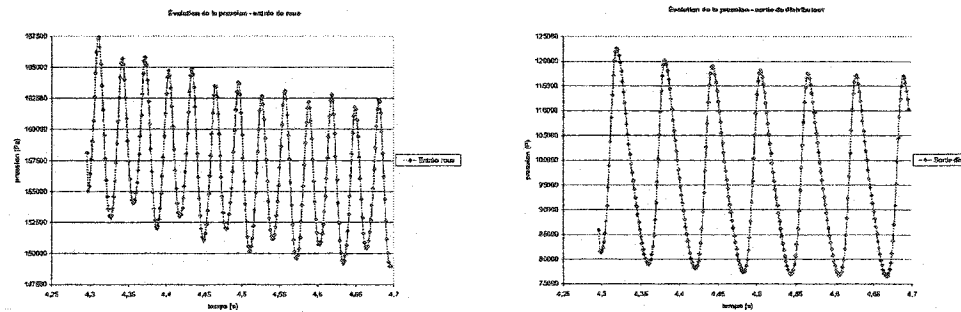 Évolution de la pression - entrée de roue
167500
165000
162500
160000
157500
155000
152500
150000
147500
pression (Pa)
4,25 4,3 4,35 4,4 4,45 4,5 4,55 4,6 4,65 4,7
temps [s]
Entrée roue
Évolution de la pression - sortie de distributeur
125000
120000
115000
110000
105000
100000
95000
90000
85000
80000
75000
pression (Pa)
4,25 4,3 4,35 4,4 4,45 4,5 4,55 4,6 4,65 4,7
temps [s]
Sortie dis